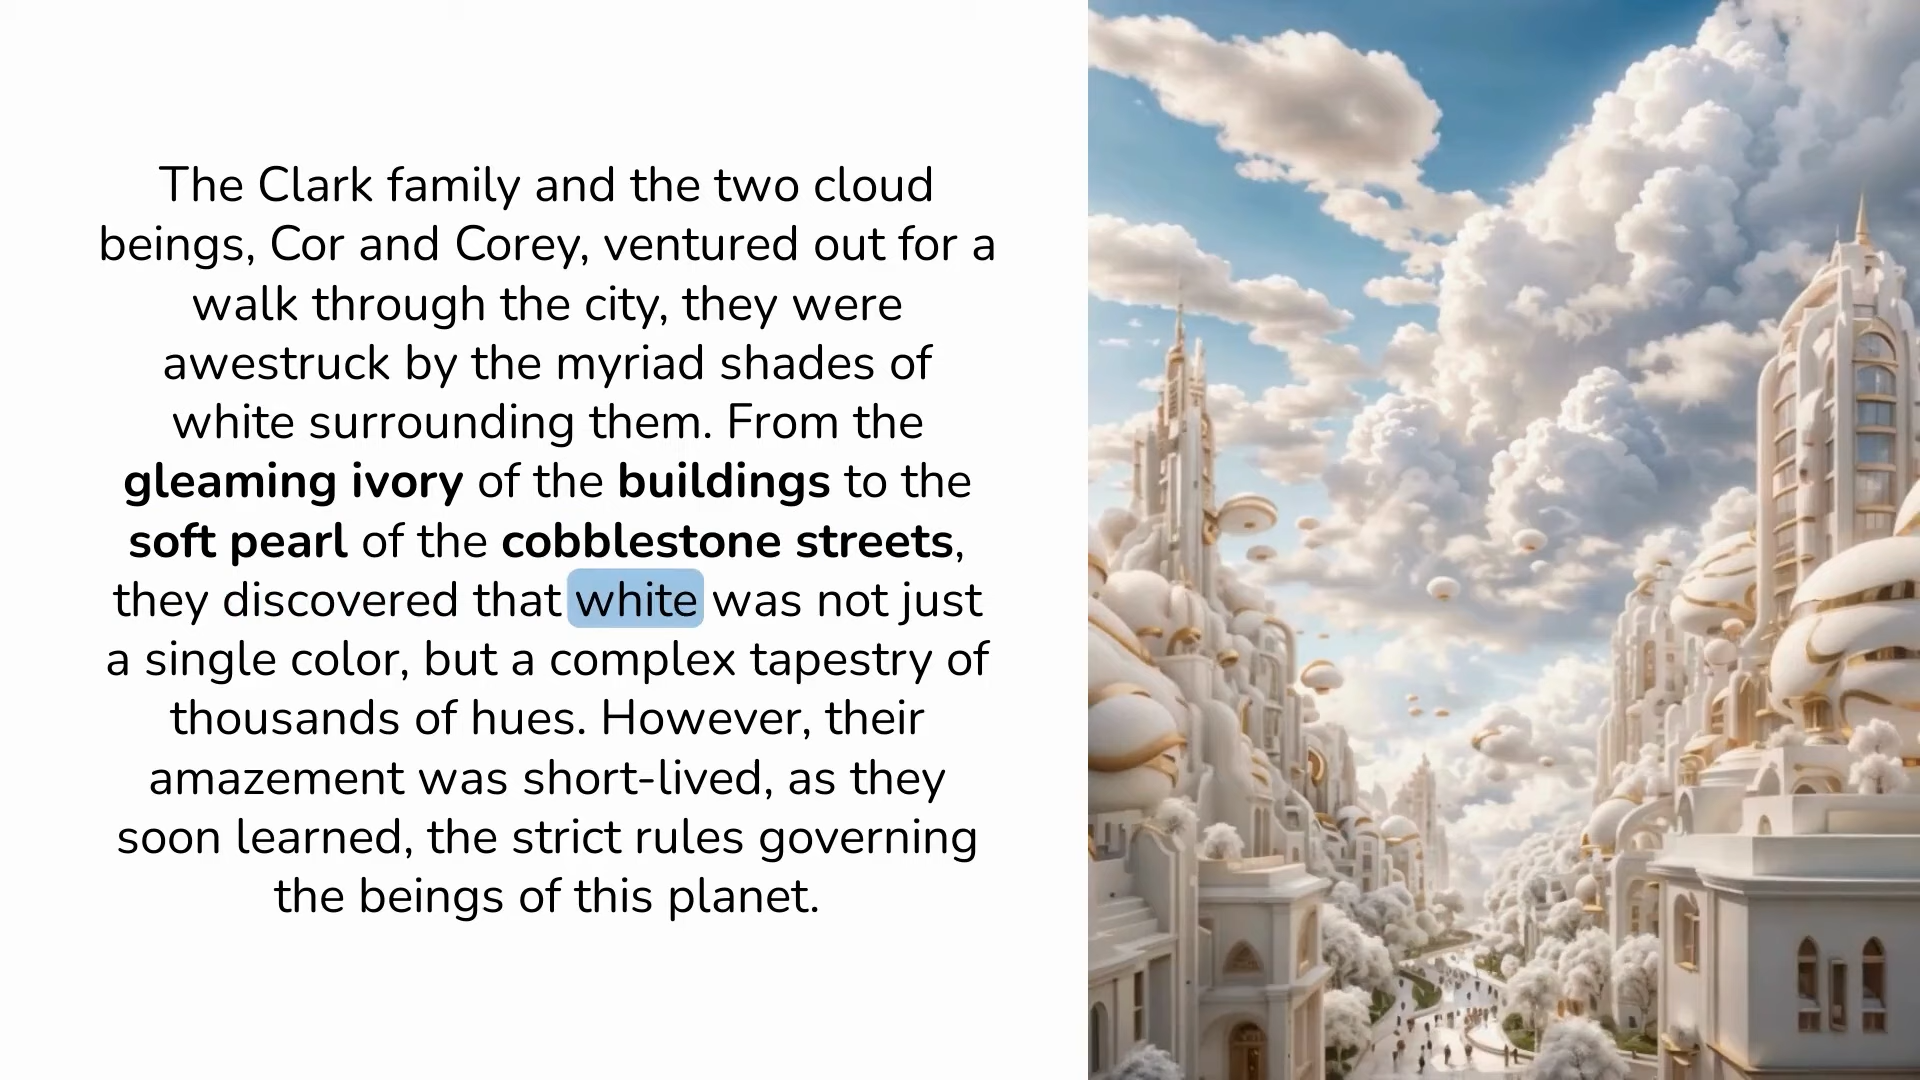 The Clark family and the two cloud
beings, Cor and Corey, ventured out for a
walk through the city, they were
awestruck by the myriad shades of
white surrounding them. From the
gleaming ivory of the buildings to the
soft pearl of the cobblestone streets,
they discovered that white was not just
a single color, but a complex tapestry of
thousands of hues. However, their
amazement was short-lived, as they
soon learned, the strict rules governing
the beings of this planet.